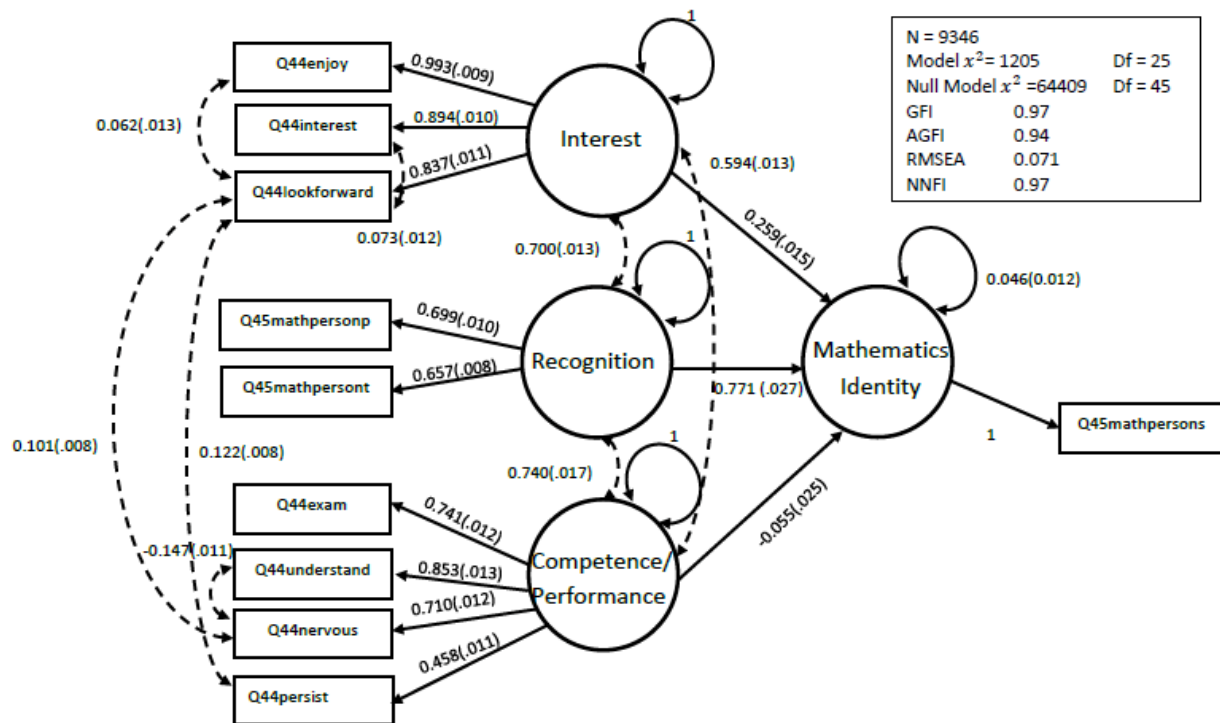 1
N = 9346
Model x²= 1205 Df = 25
Null Model x² =64409 Df = 45
GFI 0.97
AGFI 0.94
RMSEA 0.071
NNFI 0.97
Q44enjoy
0.993(.009)
0.062(.013)
Q44interest
0.894(.010)
Interest
0.594(.013)
0.837(.011)
Q44lookforward
0.073(.012)
0.700(.013)
1
0.259(.015)
0.046(0.012)
Q45mathpersonp
0.699(.010)
Recognition
Mathematics
Identity
Q45mathpersont
0.657(.008)
0.771 (.027)
Q45mathpersons
1
0.101(.008)
0.122(.008)
0.740(.017)
1
Q44exam
0.741(.012)
-0.055(.025)
-0.147(.011)
Q44understand
0.853(.013)
Competence/
Performance
0.710(.012)
Q44nervous
0.458(.011)
Q44persist